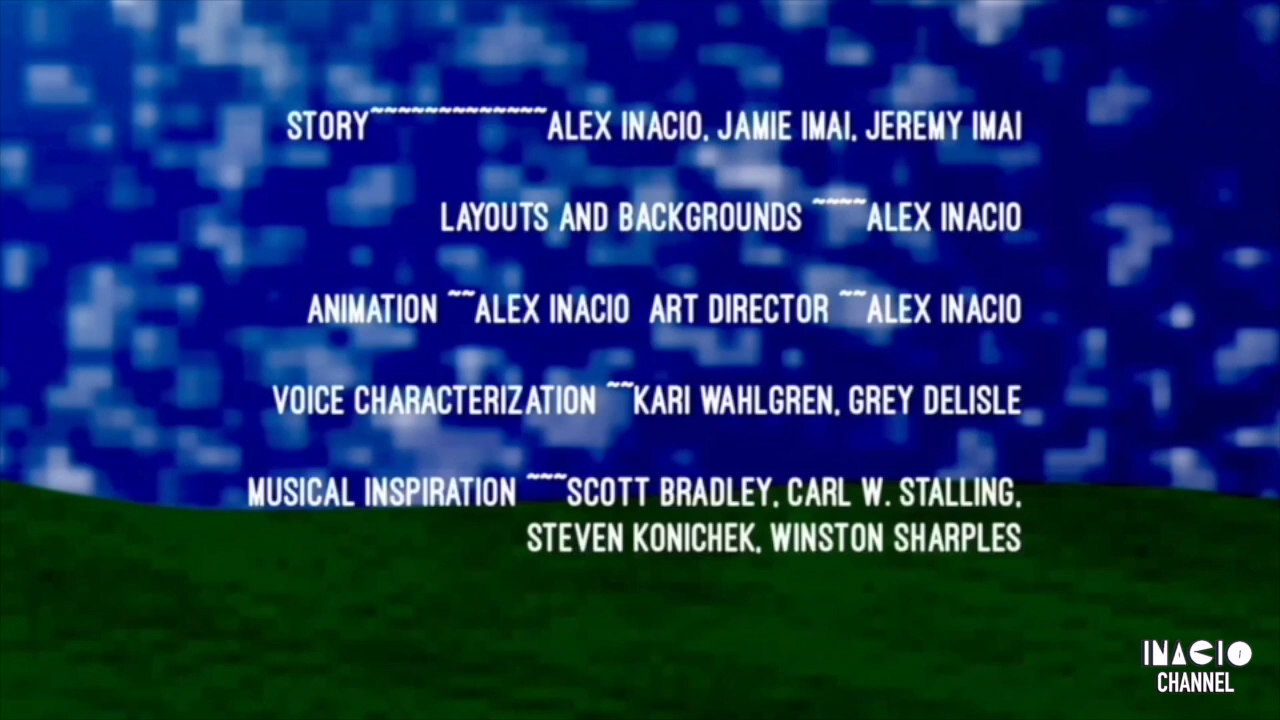 STORY~~~~~~~~~~~~~ALEX INACIO, JAMIE IMAI, JEREMY IMAI
LAYOUTS AND BACKGROUNDS ~~~~ALEX INACIO
ANIMATION ~~ALEX INACIO  ART DIRECTOR ~~ALEX INACIO
VOICE CHARACTERIZATION ~~KARI WAHLGREN, GREY DELISLE
MUSICAL INSPIRATION ~~~SCOTT BRADLEY, CARL W. STALLING,
STEVEN KONICHEK, WINSTON SHARPLES
INACIO
CHANNEL